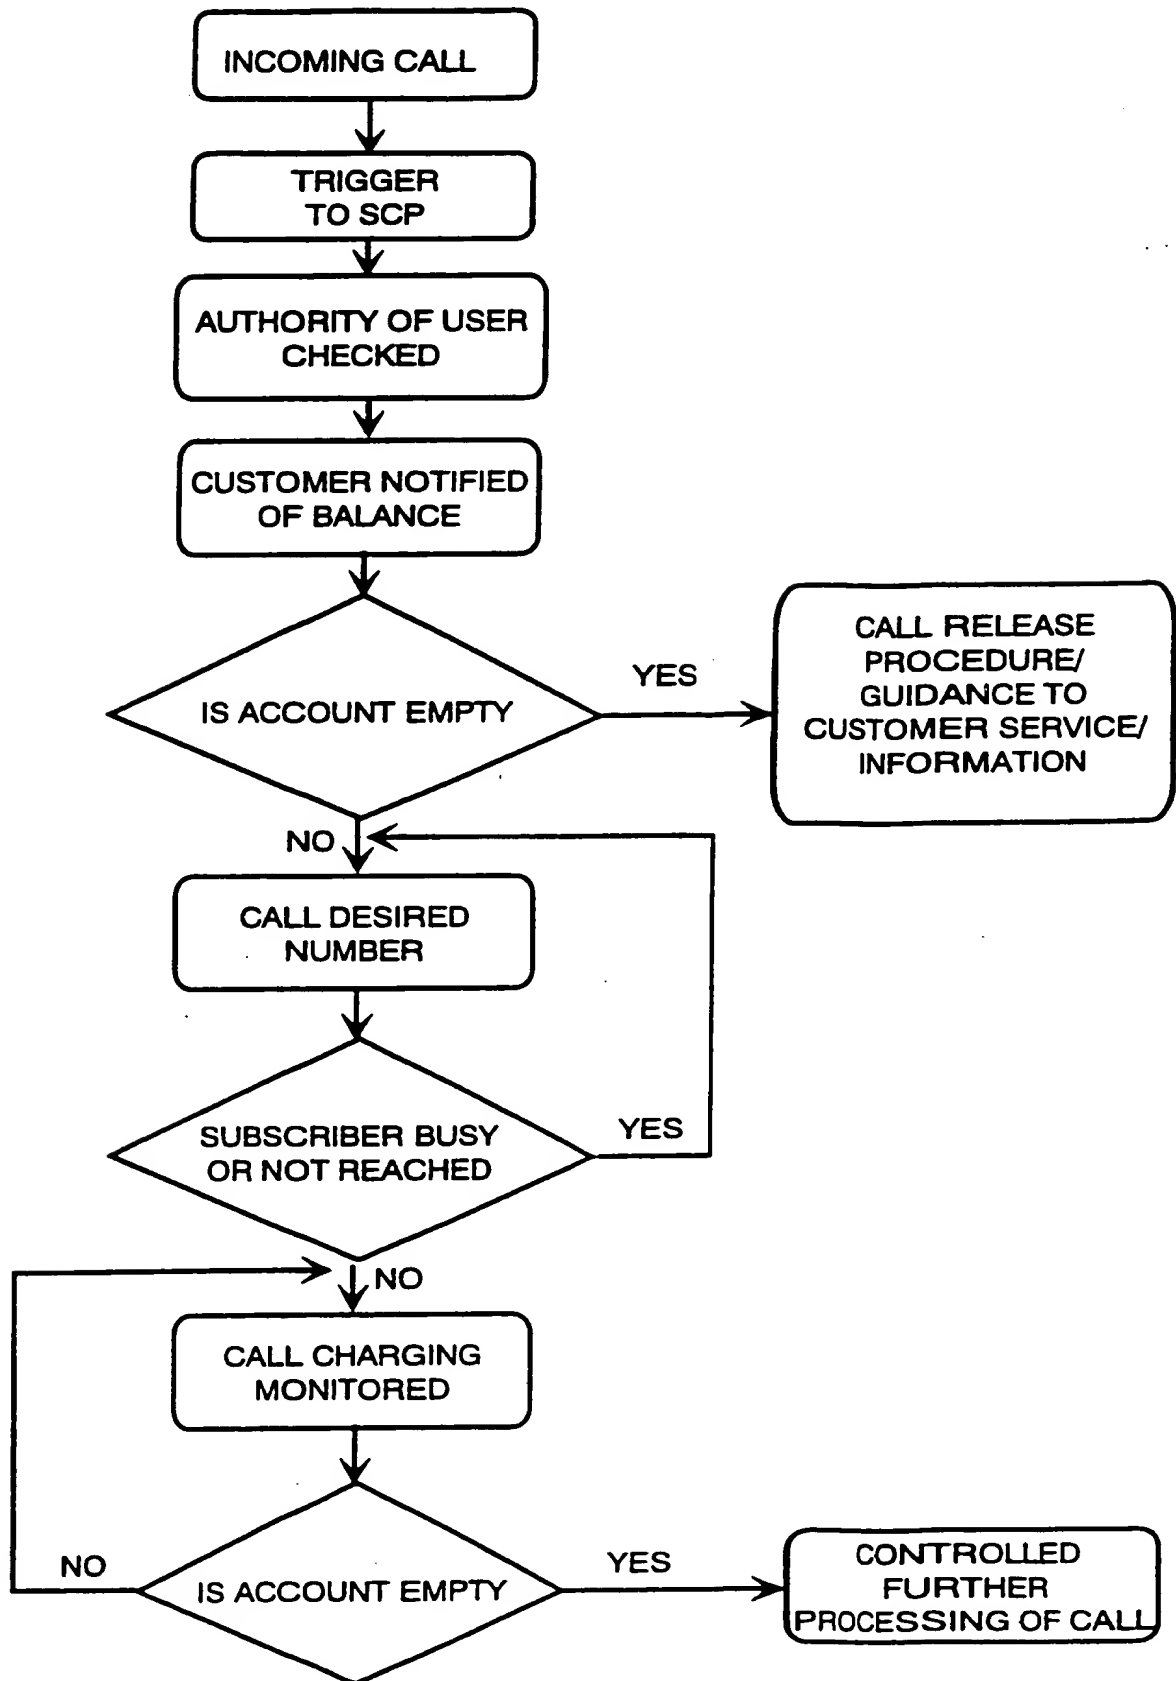 INCOMING CALL
TRIGGER
TO SCP
AUTHORITY OF USER
CHECKED
CUSTOMER NOTIFIED
OF BALANCE
IS ACCOUNT EMPTY
YES
CALL RELEASE
PROCEDURE/
GUIDANCE TO
CUSTOMER SERVICE/
INFORMATION
NO
CALL DESIRED
NUMBER
SUBSCRIBER BUSY
OR NOT REACHED
YES
NO
CALL CHARGING
MONITORED
IS ACCOUNT EMPTY
NO
YES
CONTROLLED
FURTHER
PROCESSING OF CALL